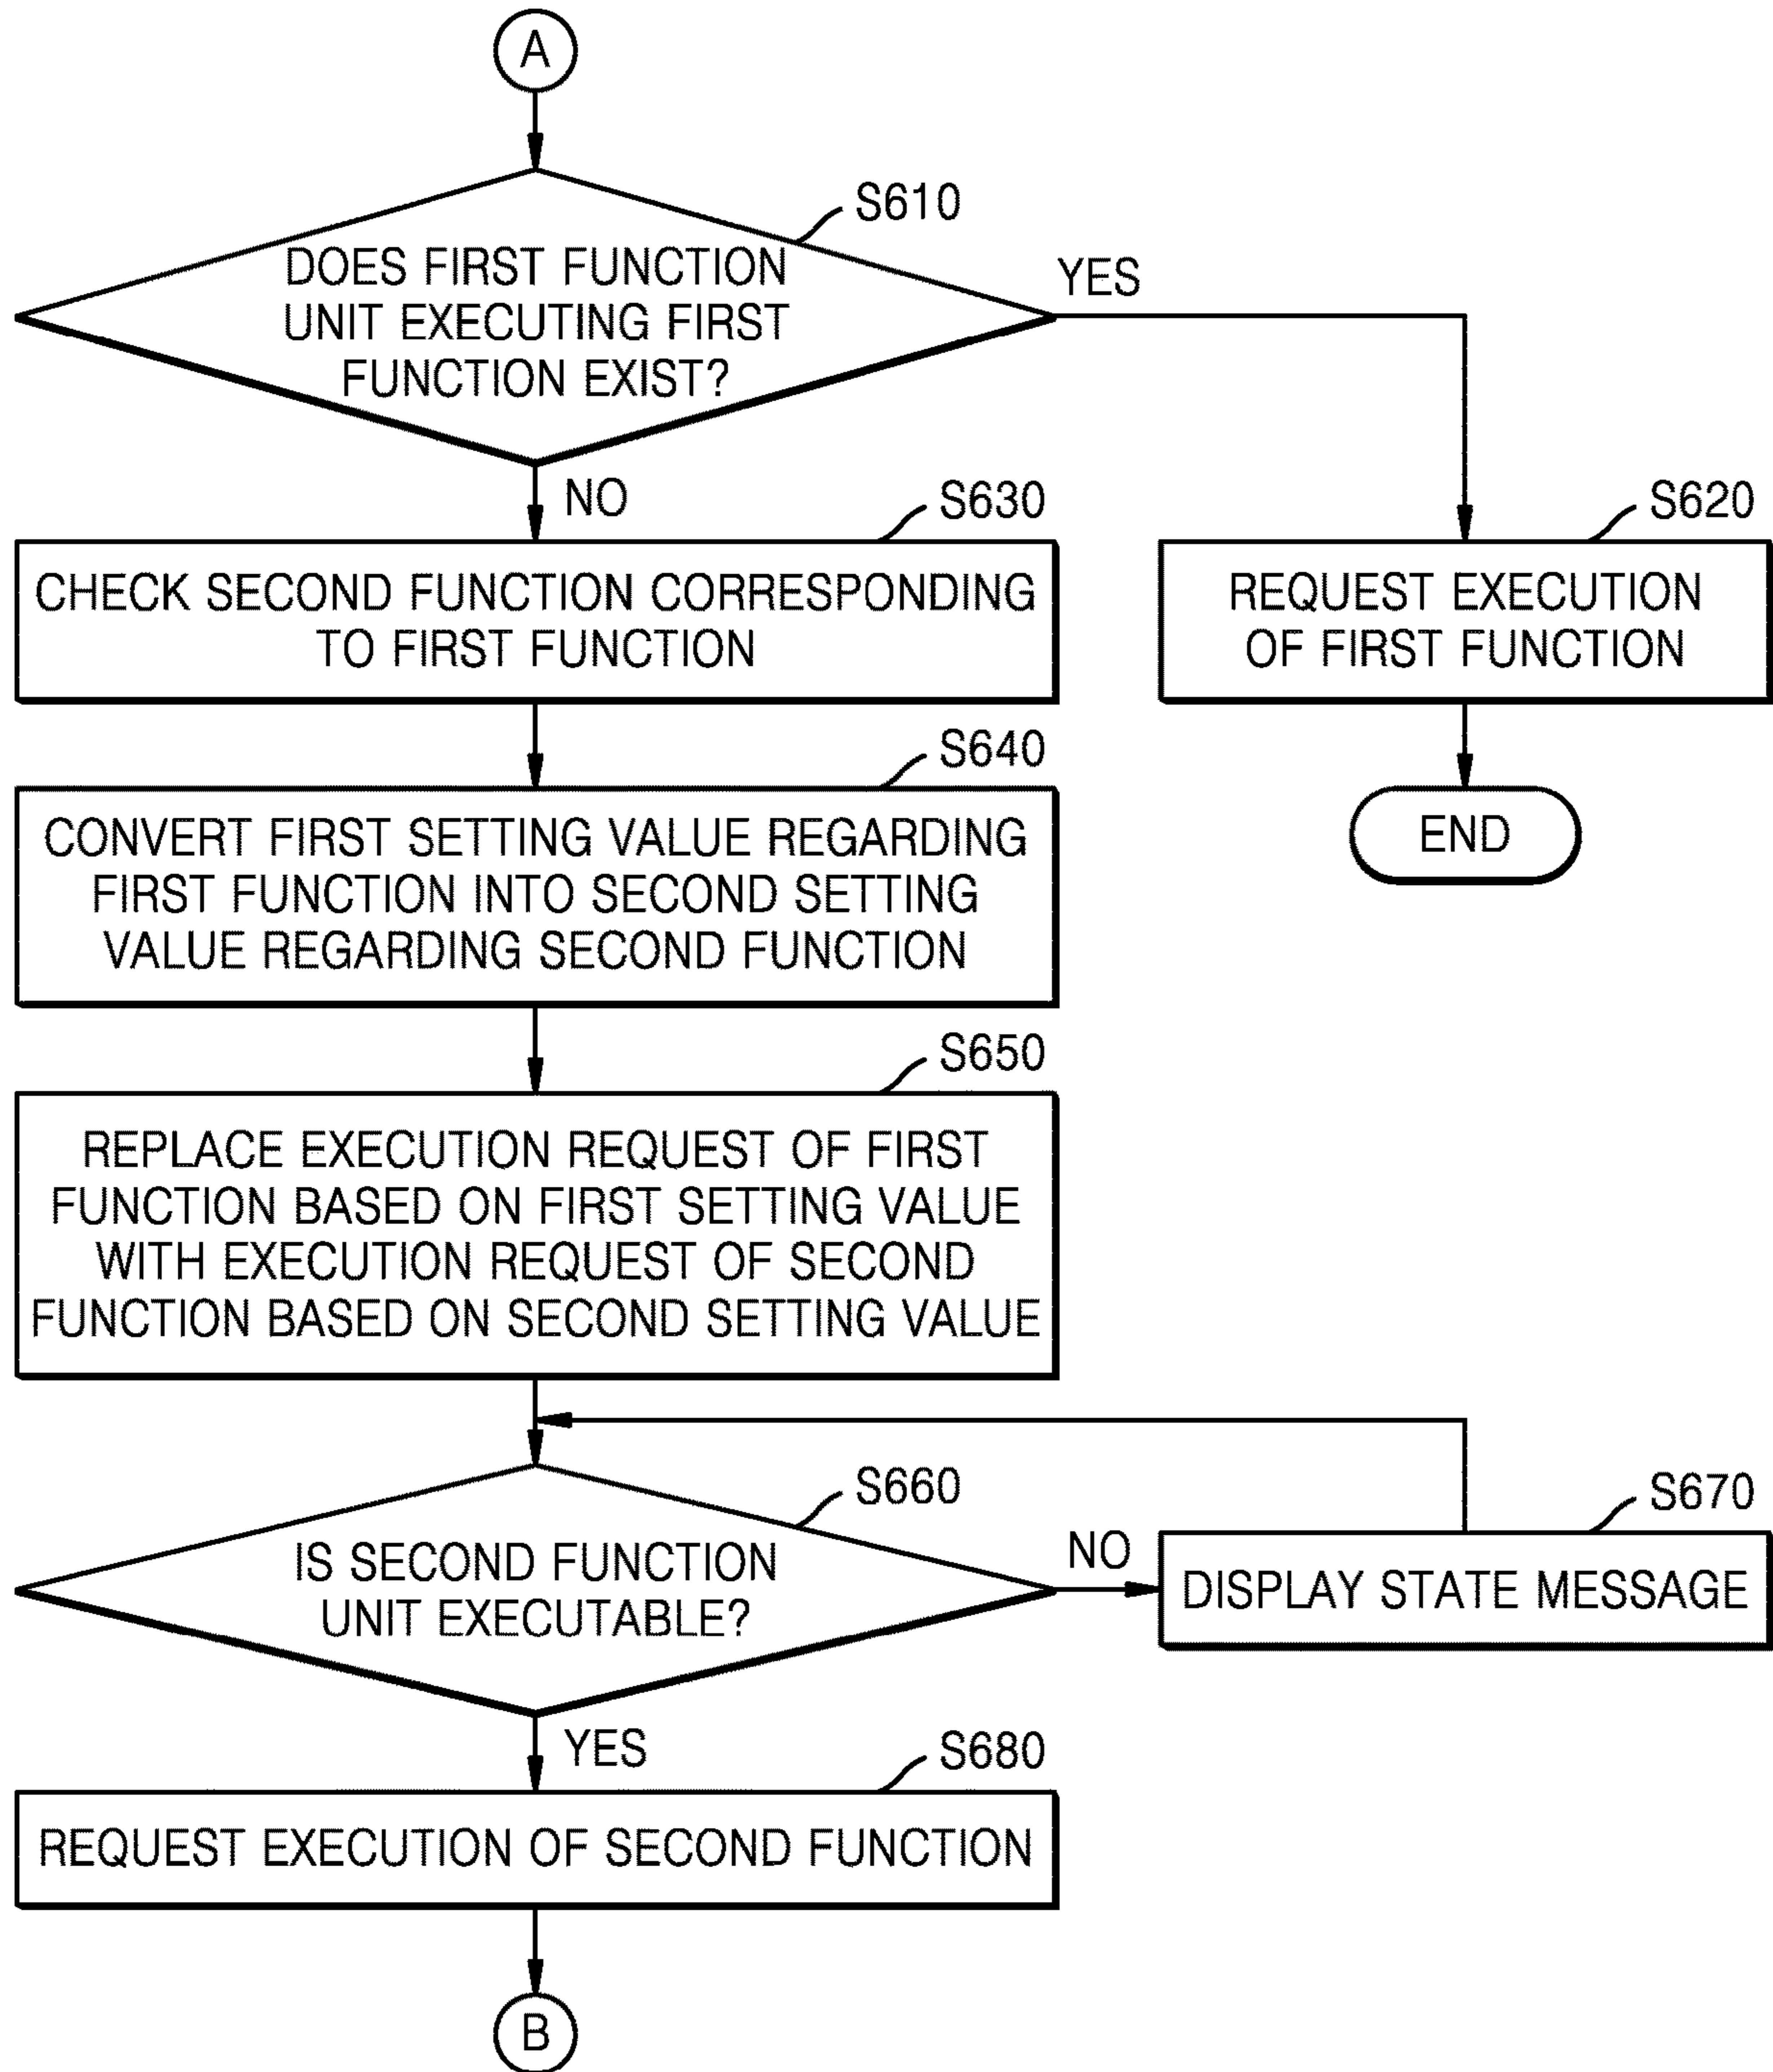 A
S610
DOES FIRST FUNCTION
UNIT EXECUTING FIRST
FUNCTION EXIST?
YES
NO
S630
CHECK SECOND FUNCTION CORRESPONDING
TO FIRST FUNCTION
S620
REQUEST EXECUTION
OF FIRST FUNCTION
END
S640
CONVERT FIRST SETTING VALUE REGARDING
FIRST FUNCTION INTO SECOND SETTING
VALUE REGARDING SECOND FUNCTION
S650
REPLACE EXECUTION REQUEST OF FIRST
FUNCTION BASED ON FIRST SETTING VALUE
WITH EXECUTION REQUEST OF SECOND
FUNCTION BASED ON SECOND SETTING VALUE
S660
IS SECOND FUNCTION
UNIT EXECUTABLE?
NO
S670
DISPLAY STATE MESSAGE
YES
S680
REQUEST EXECUTION OF SECOND FUNCTION
B